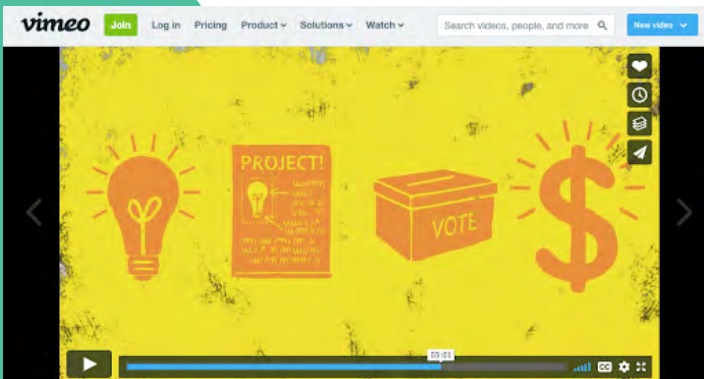 vimeo Join Log in Pricing Product Solutions Watch Search videos, people, and more New video
PROJECT!
VOTE
03:01
CC